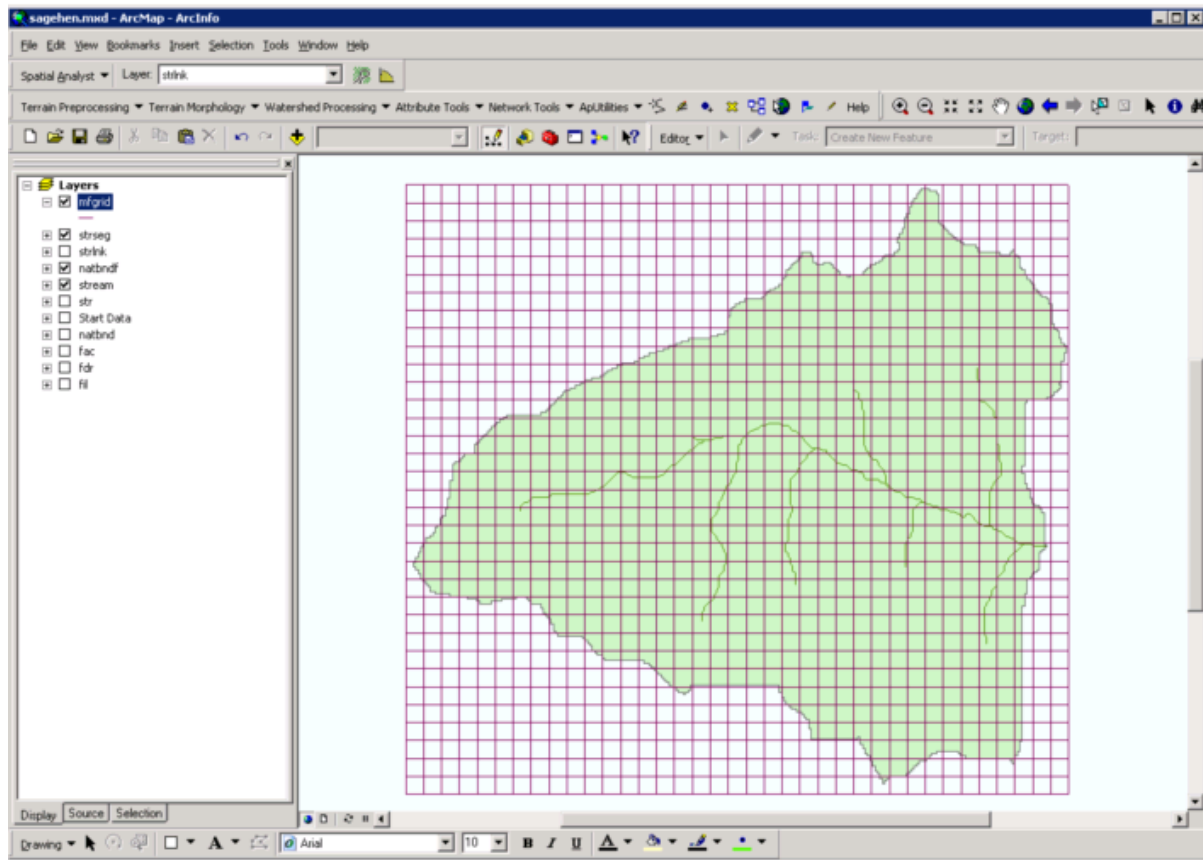 sagehen.mxd - ArcMap - ArcInfo
File Edit View Bookmarks Insert Selection Tools Window Help
Spatial Analyst Layer: strlnk
Terrain Preprocessing Terrain Morphology Watershed Processing Attribute Tools Network Tools ApUtilities Help
Editor Task: Create New Feature Target:
Layers
mfgrid
strseg
strlnk
natbndf
stream
str
Start Data
natbnd
fac
fdr
fil
Display Source Selection
Drawing A Arial 10 B I U A